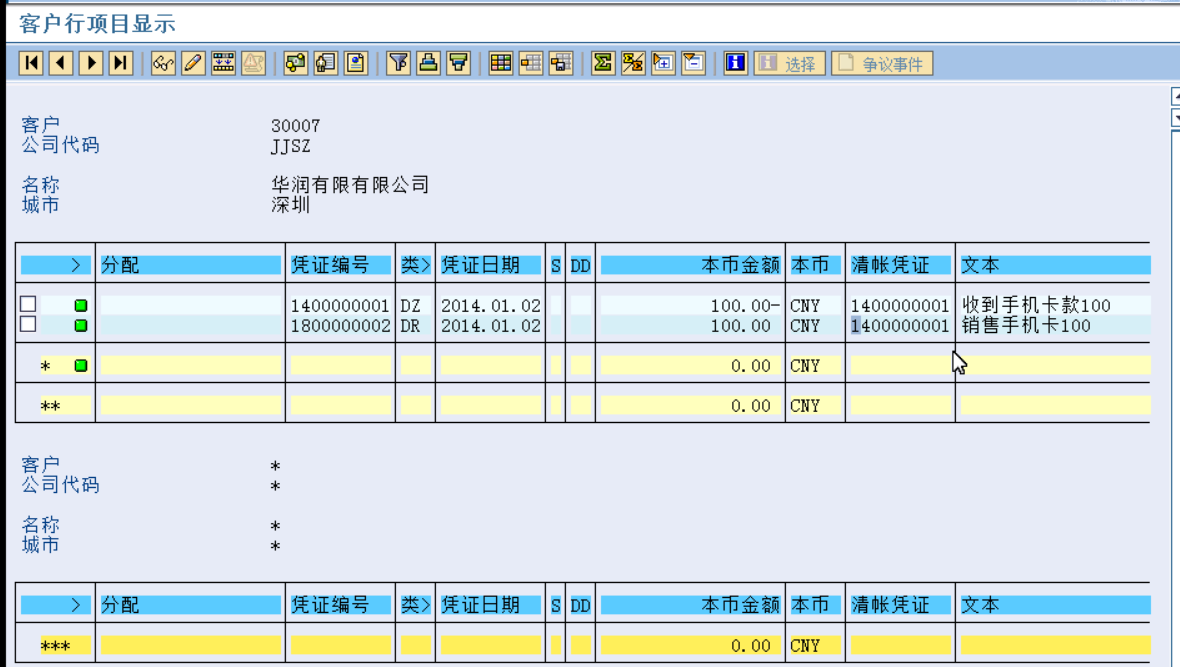 客户行项目显示
选择 争议事件
客户 30007
公司代码 JJSZ
名称 华润有限有限公司
城市 深圳
> 分配 凭证编号 类> 凭证日期 S DD 本币金额 本币 清帐凭证 文本
1400000001 DZ 2014.01.02 100.00- CNY 1400000001 收到手机卡款100
1800000002 DR 2014.01.02 100.00 CNY 1400000001 销售手机卡100
* 0.00 CNY
** 0.00 CNY
客户 *
公司代码 *
名称 *
城市 *
> 分配 凭证编号 类> 凭证日期 S DD 本币金额 本币 清帐凭证 文本
*** 0.00 CNY